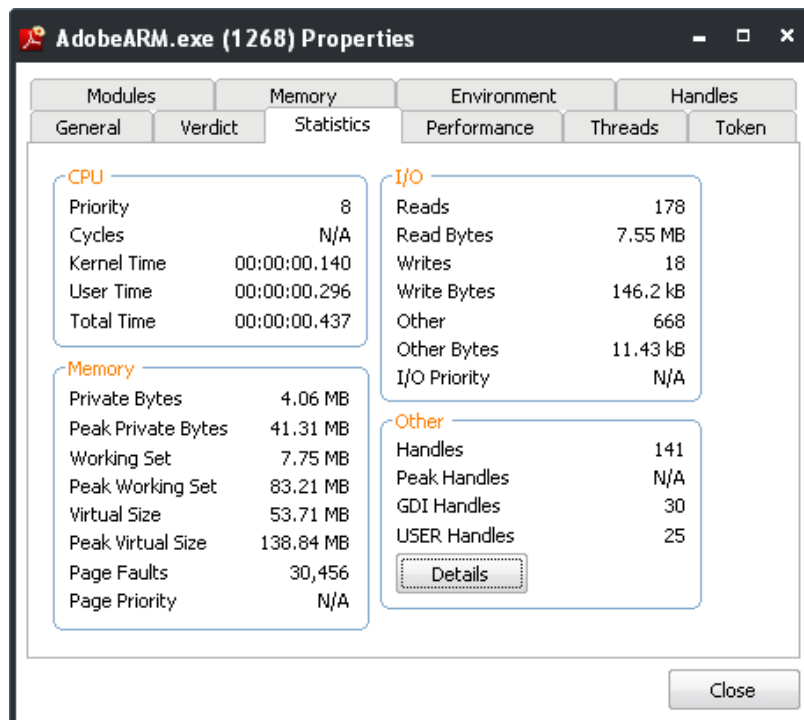 AdobeARM.exe (1268) Properties
Modules Memory Environment Handles
General Verdict Statistics Performance Threads Token
CPU
Priority 8
Cycles N/A
Kernel Time 00:00:00.140
User Time 00:00:00.296
Total Time 00:00:00.437
Memory
Private Bytes 4.06 MB
Peak Private Bytes 41.31 MB
Working Set 7.75 MB
Peak Working Set 83.21 MB
Virtual Size 53.71 MB
Peak Virtual Size 138.84 MB
Page Faults 30,456
Page Priority N/A
I/O
Reads 178
Read Bytes 7.55 MB
Writes 18
Write Bytes 146.2 kB
Other 668
Other Bytes 11.43 kB
I/O Priority N/A
Other
Handles 141
Peak Handles N/A
GDI Handles 30
USER Handles 25
Details
Close